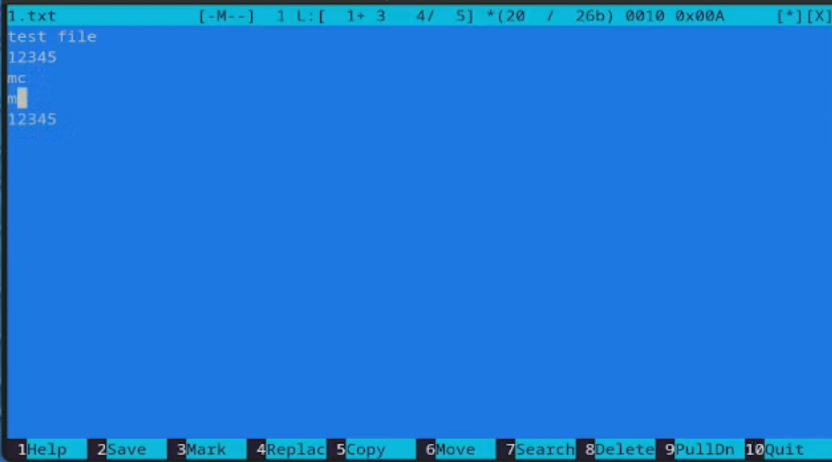 1.txt [-M--] 1 L:[ 1+ 3 4/ 5] *(20 / 26b) 0010 0x00A [*][X]
test file
12345
mc
m
12345
1Help 2Save 3Mark 4Replac 5Copy 6Move 7Search 8Delete 9PullDn 10Quit